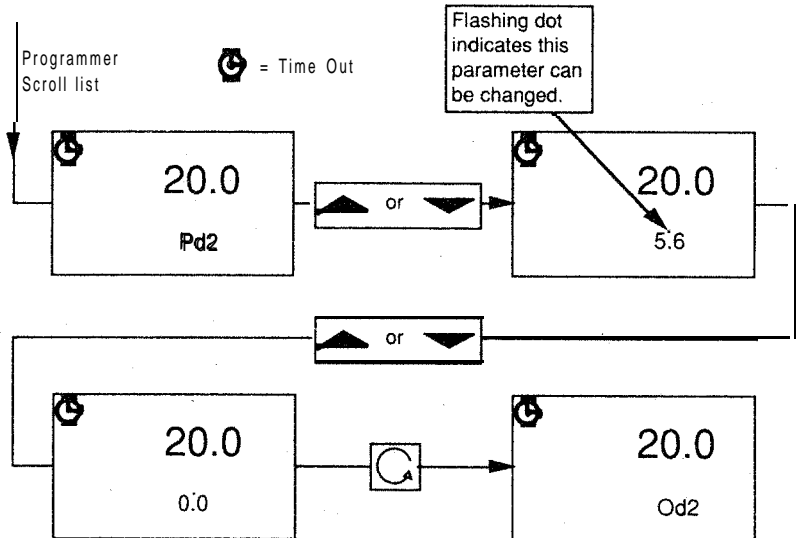 Programmer
Scroll list
= Time Out
Flashing dot
indicates this
parameter can
be changed.
20.0
Pd2
or
20.0
5.6
or
20.0
0.0
20.0
Od2